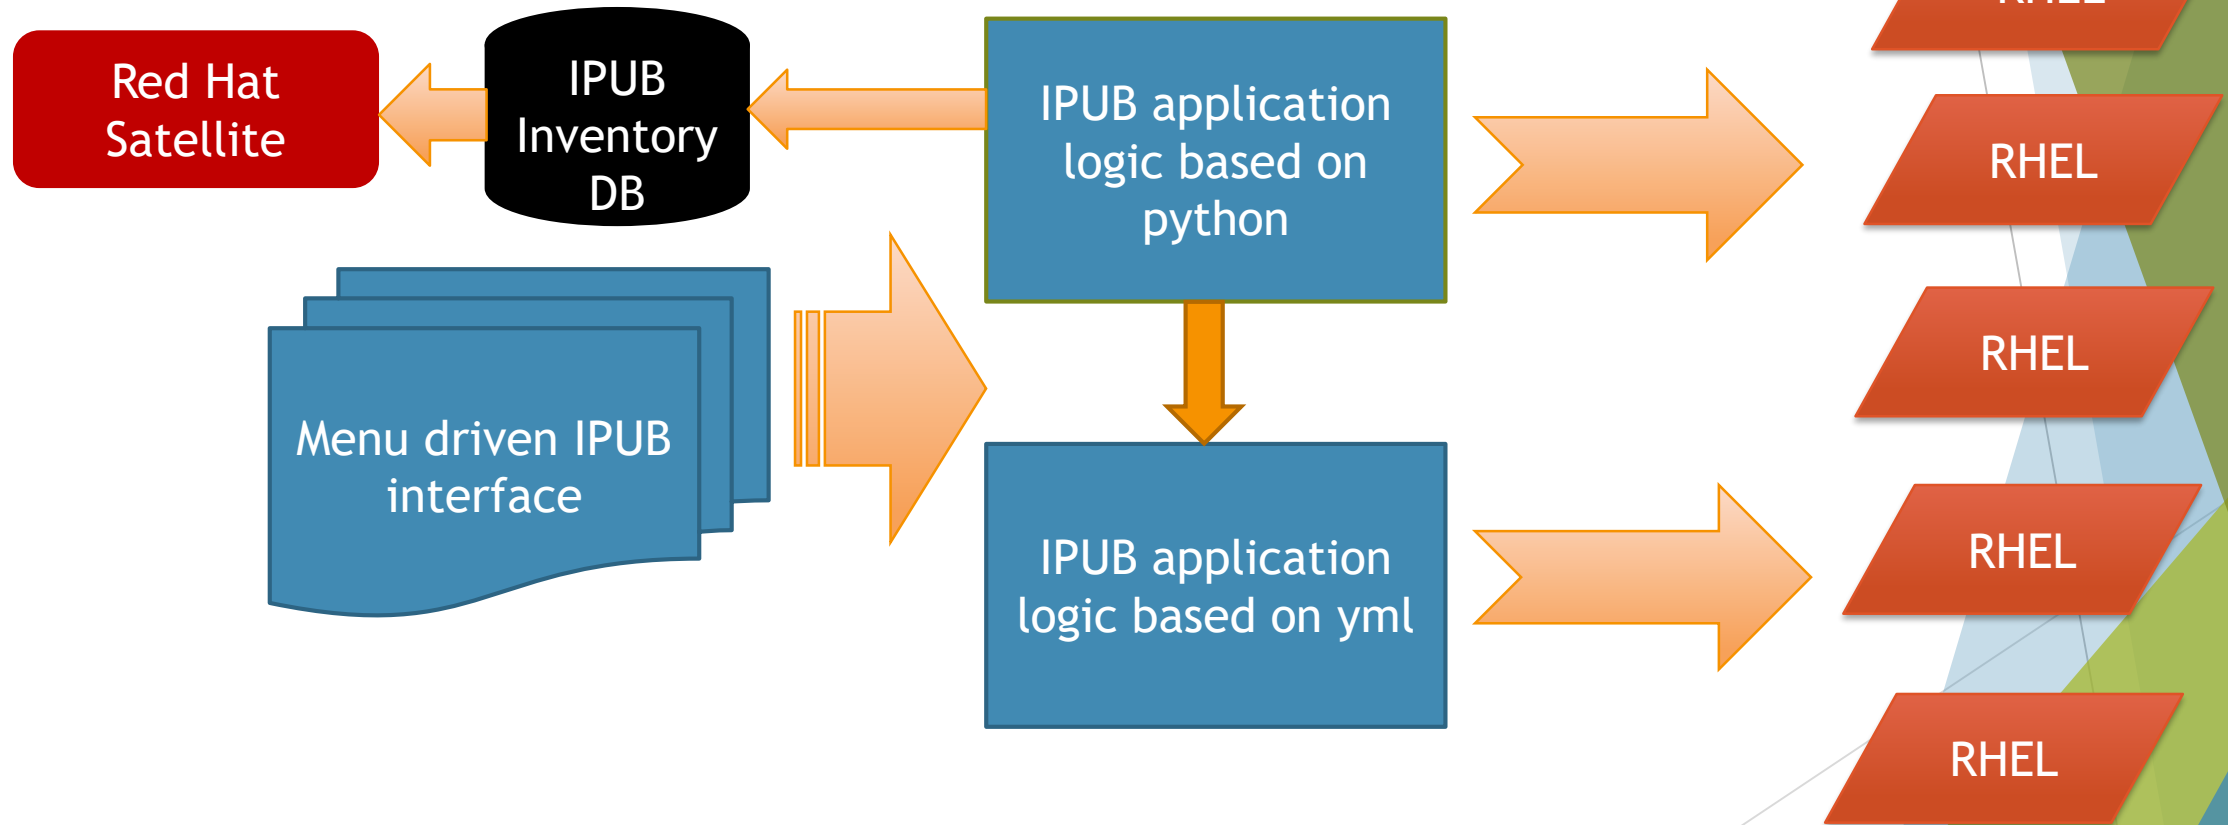 Red Hat
Satellite
IPUB
Inventory
DB
IPUB application
logic based on
python
Menu driven IPUB
interface
IPUB application
logic based on yml
RHEL
RHEL
RHEL
RHEL
RHEL